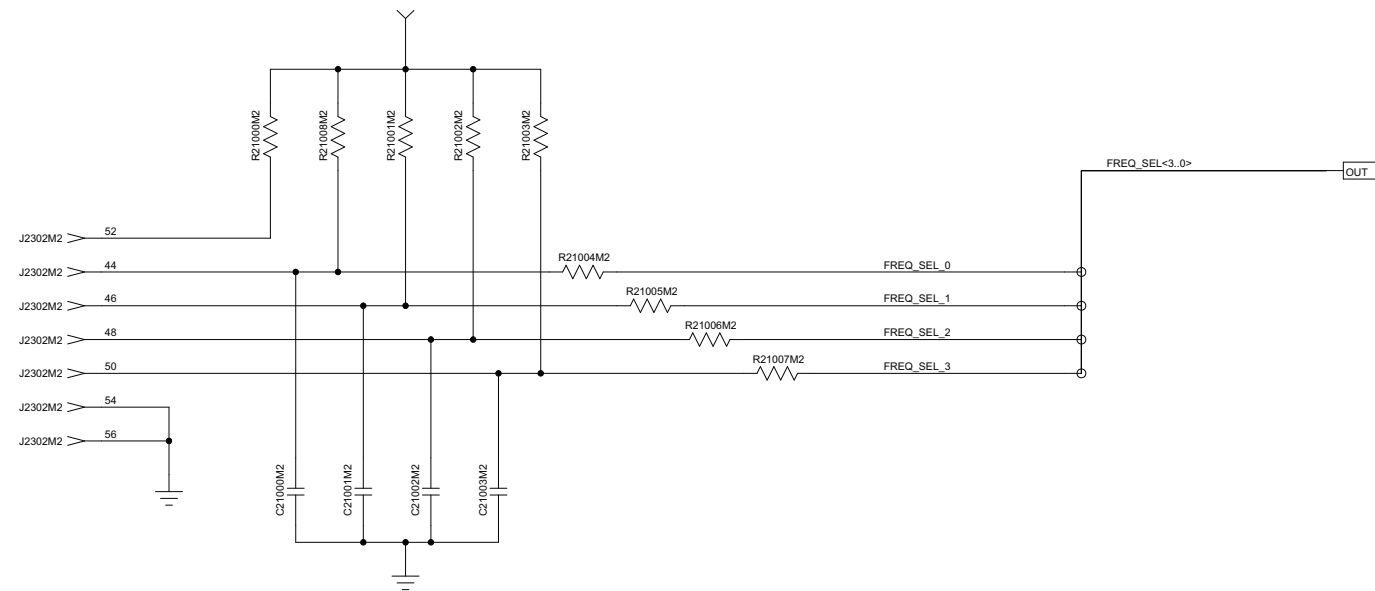 R21000M2
R21008M2
R21001M2
R21002M2
R21003M2
FREQ_SEL<3..0>
OUT
J2302M2 52
J2302M2 44
R21004M2
FREQ_SEL_0
J2302M2 46
R21005M2
FREQ_SEL_1
J2302M2 48
R21006M2
FREQ_SEL_2
J2302M2 50
R21007M2
FREQ_SEL_3
J2302M2 54
J2302M2 56
C21000M2
C21001M2
C21002M2
C21003M2